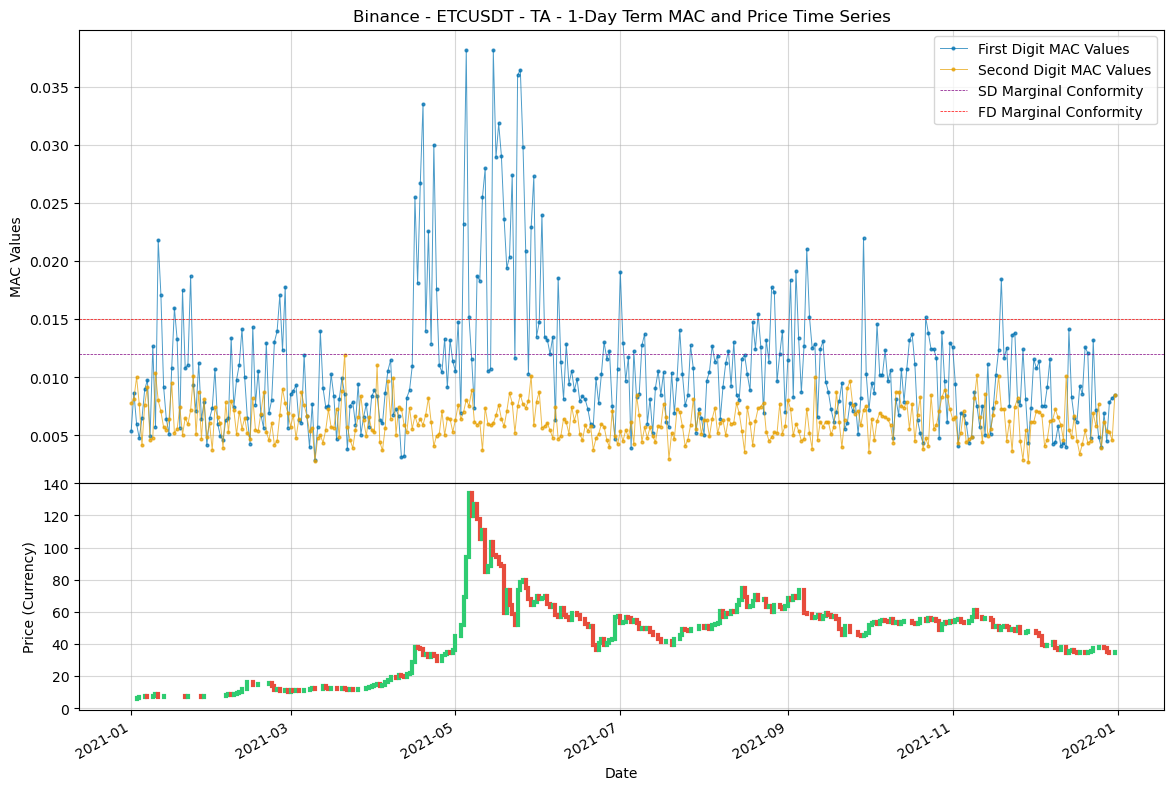 Binance - ETCUSDT - TA - 1-Day Term MAC and Price Time Series
First Digit MAC Values
Second Digit MAC Values
SD Marginal Conformity
FD Marginal Conformity
MAC Values
0.035
0.030
0.025
0.020
0.015
0.010
0.005
Price (Currency)
140
120
100
80
60
40
20
0
2021-01
2021-03
2021-05
2021-07
2021-09
2021-11
2022-01
Date